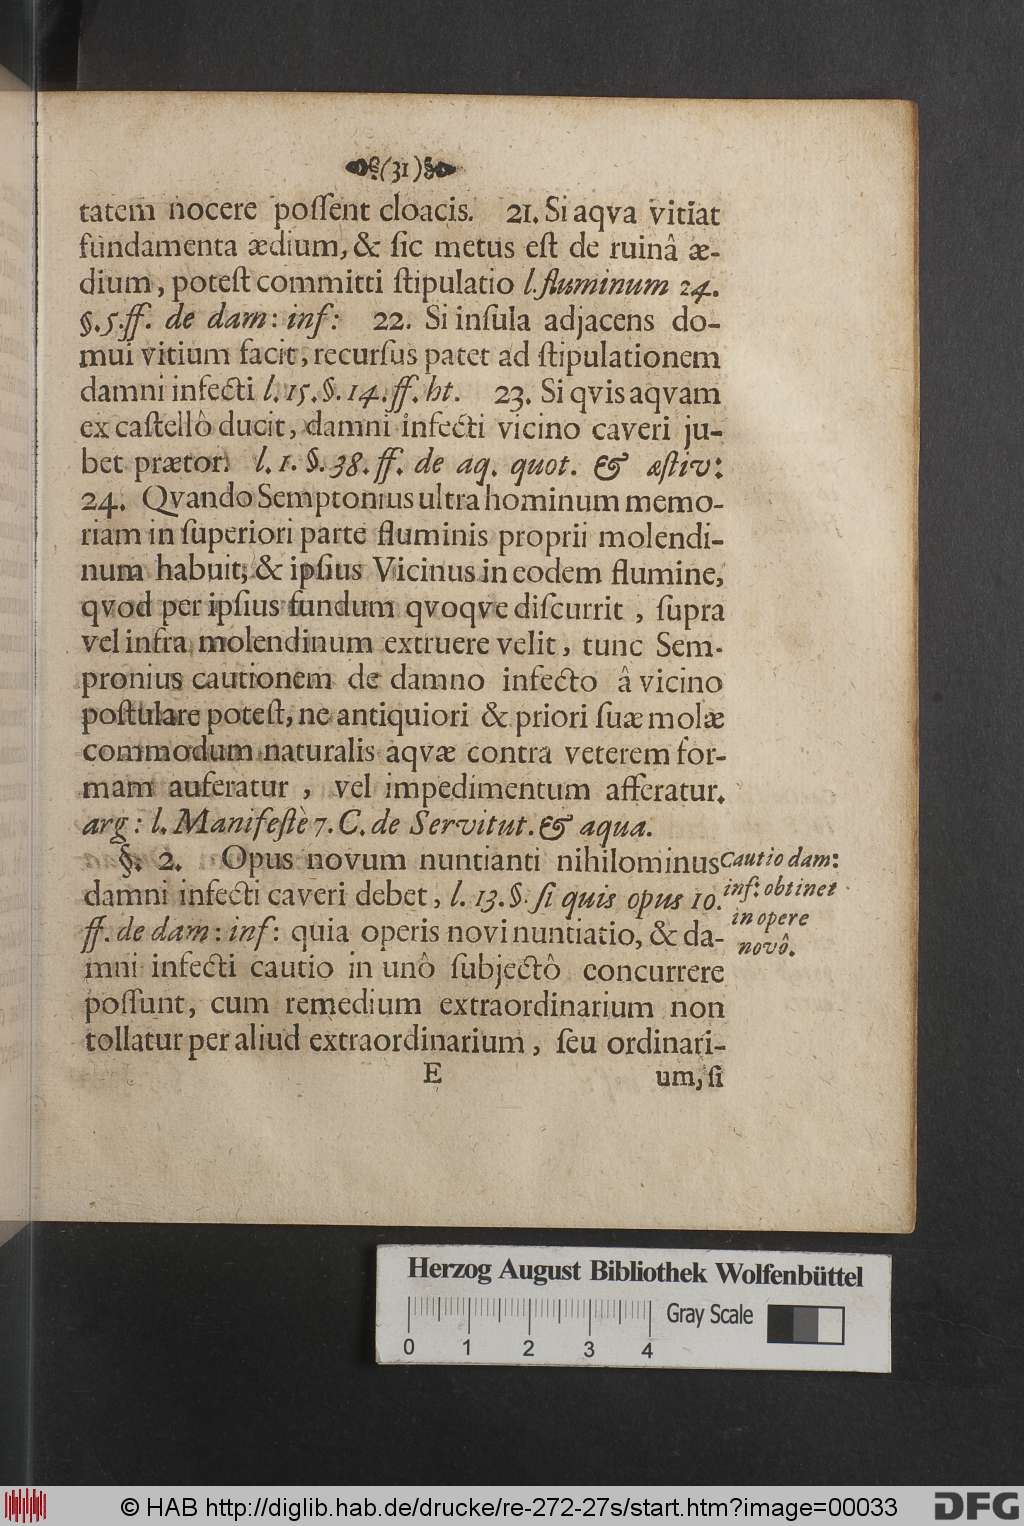 (31)
tatem nocere poſſent cloacis. 21. Si aqva vitiat
fundamenta ædium, & ſic metus eſt de ruinâ æ-
dium, poteſt committi ſtipulatio l. fluminum 24.
§. 5. ff. de dam: inf: 22. Si inſula adjacens do-
mui vitium facit, recurſus patet ad ſtipulationem
damni infecti l. 15. §. 14. ff. ht. 23. Si qvis aqvam
ex caſtellô ducit, damni infecti vicino caveri ju-
bet prætor. l. 1. §. 38. ff. de aq. quot. & æſtiv:
24. Qvando Semptonius ultra hominum memo-
riam in ſuperiori parte fluminis proprii molendi-
num habuit; & ipſius Vicinus in eodem flumine,
qvod per ipſius fundum qvoqve diſcurrit, ſupra
vel infra molendinum extruere velit, tunc Sem-
pronius cautionem de damno infecto â vicino
poſtulare poteſt, ne antiquiori & priori ſuæ molæ
commodum naturalis aqvæ contra veterem for-
mam auferatur, vel impedimentum afferatur.
arg: l. Manifeſtè 7. C. de Servitut. & aqua.
§. 2. Opus novum nuntianti nihilominus
damni infecti caveri debet, l. 13. §. ſi quis opus 10.
ff. de dam: inf: quia operis novi nuntiatio, & da-
mni infecti cautio in unô ſubjectô concurrere
poſſunt, cum remedium extraordinarium non
tollatur per aliud extraordinarium, ſeu ordinari-
Cautio dam:
inf: obtinet
in opere
novô.
E
um, ſi
Herzog August Bibliothek Wolfenbüttel
0 1 2 3 4
Gray Scale
© HAB http://diglib.hab.de/drucke/re-272-27s/start.htm?image=00033
DFG